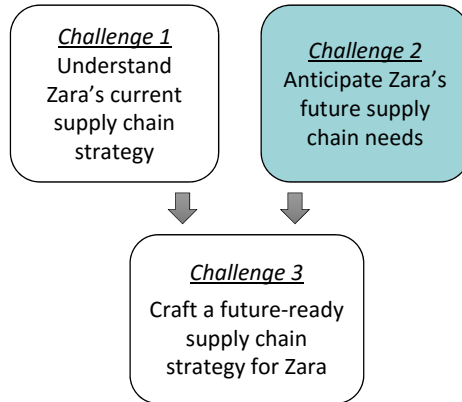 Challenge 1
Understand
Zara’s current
supply chain
strategy
Challenge 2
Anticipate Zara’s
future supply
chain needs
Challenge 3
Craft a future-ready
supply chain
strategy for Zara